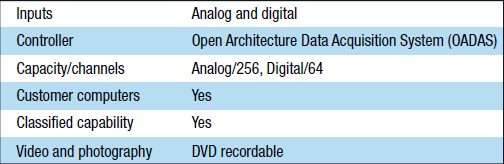 Inputs Analog and digital
Controller Open Architecture Data Acquisition System (OADAS)
Capacity/channels Analog/256, Digital/64
Customer computers Yes
Classified capability Yes
Video and photography DVD recordable